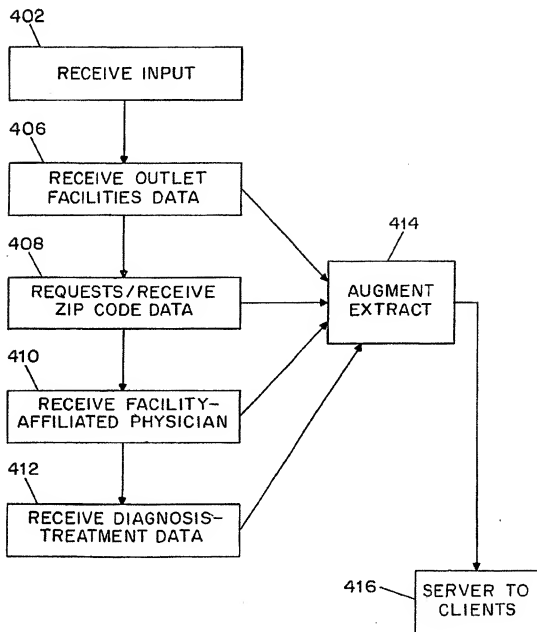 402
RECEIVE INPUT
406
RECEIVE OUTLET
FACILITIES DATA
408
REQUESTS/RECEIVE
ZIP CODE DATA
410
RECEIVE FACILITY-
AFFILIATED PHYSICIAN
412
RECEIVE DIAGNOSIS-
TREATMENT DATA
414
AUGMENT
EXTRACT
416
SERVER TO
CLIENTS